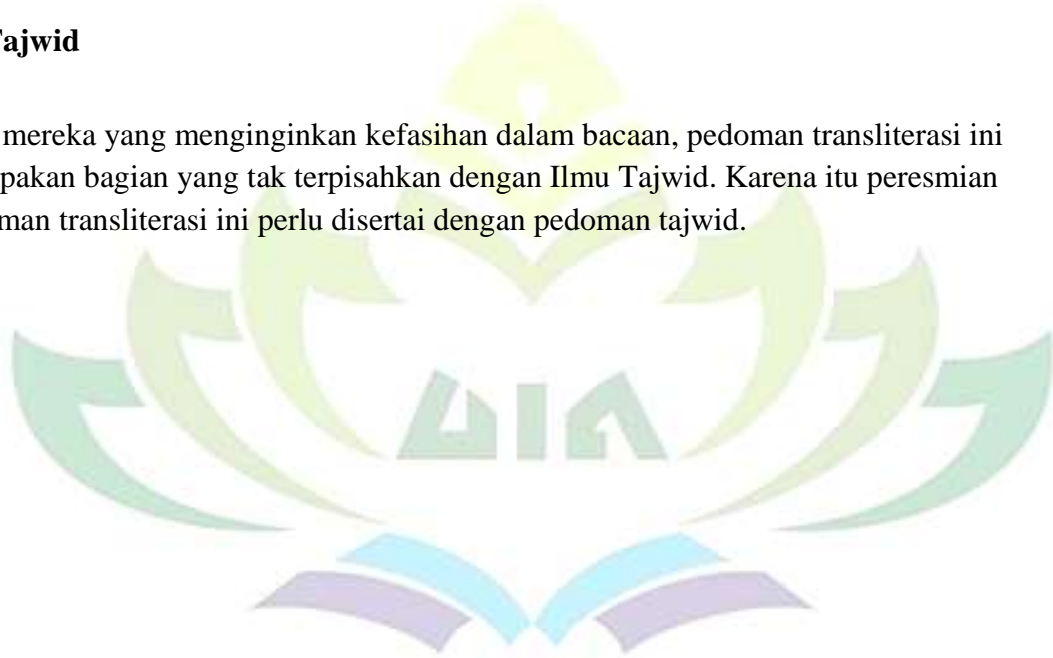 Tajwid
mereka yang menginginkan kefasihan dalam bacaan, pedoman transliterasi ini
pakan bagian yang tak terpisahkan dengan Ilmu Tajwid. Karena itu peresmian
man transliterasi ini perlu disertai dengan pedoman tajwid.
UIN